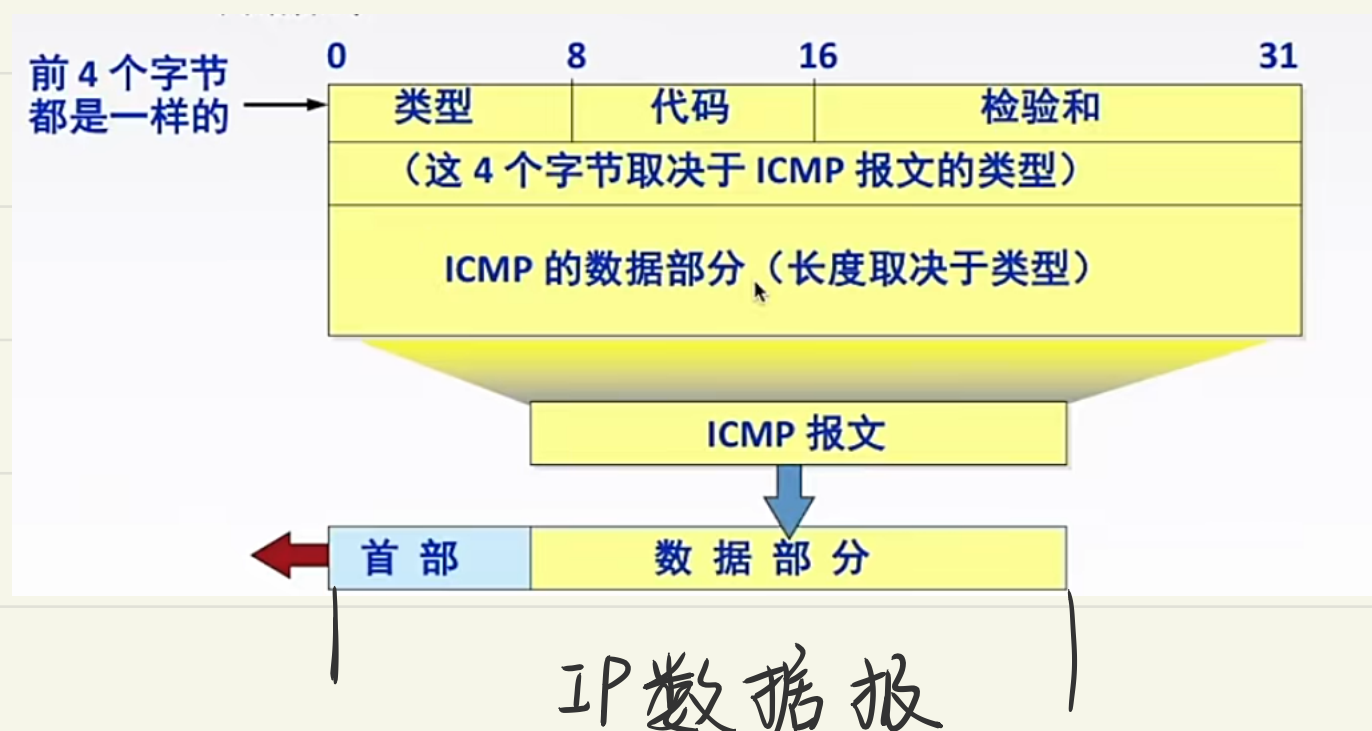 0 8 16 31
前 4 个字节
都是一样的
类型 代码 检验和
（这 4 个字节取决于 ICMP 报文的类型）
ICMP 的数据部分（长度取决于类型）
ICMP 报文
首 部 数 据 部 分
IP数据报